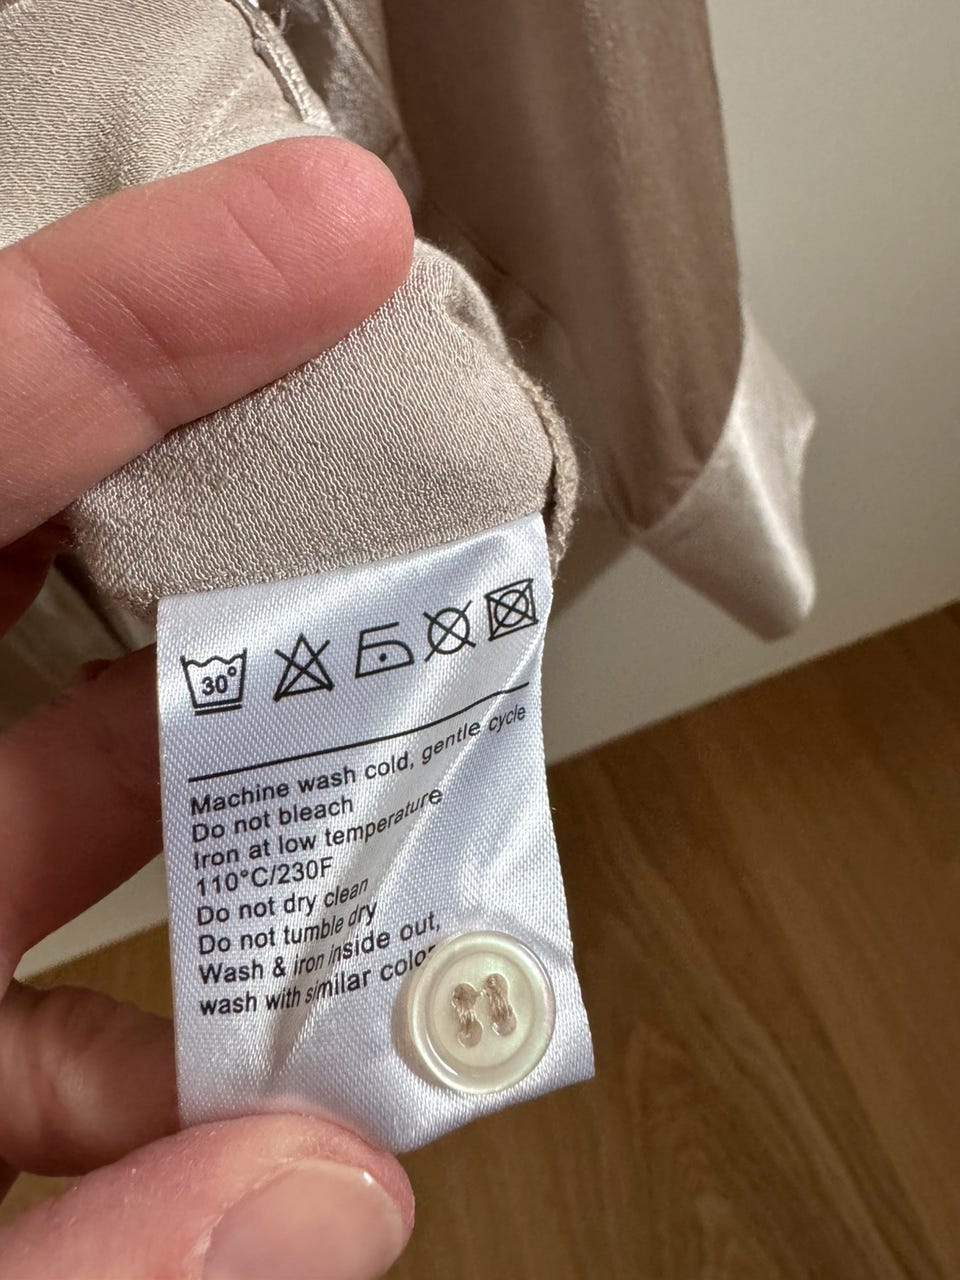 30°
Machine wash cold, gentle cycle
Do not bleach
Iron at low temperature
110°C/230F
Do not dry clean
Do not tumble dry
Wash & iron inside out,
wash with similar color